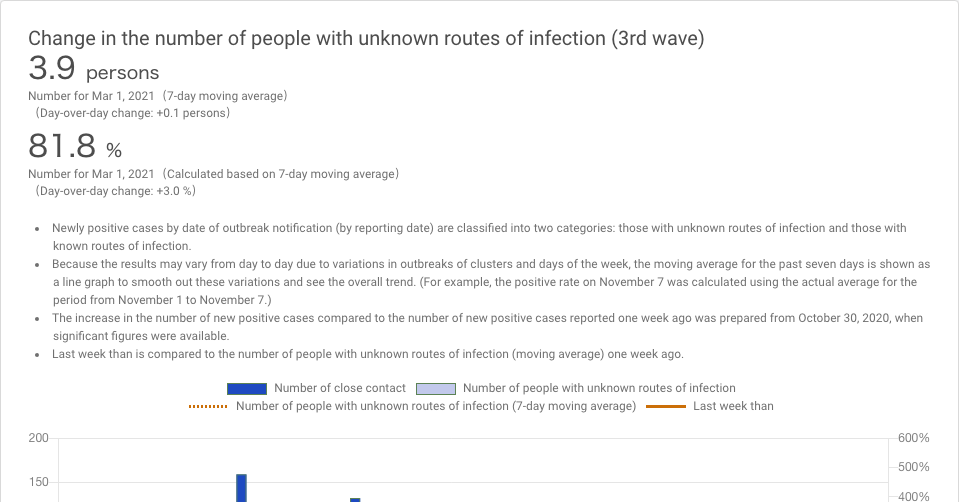 Change in the number of people with unknown routes of infection (3rd wave)
3.9 persons
Number for Mar 1, 2021（7-day moving average）
（Day-over-day change: +0.1 persons）
81.8 %
Number for Mar 1, 2021（Calculated based on 7-day moving average）
（Day-over-day change: +3.0 %）
• Newly positive cases by date of outbreak notification (by reporting date) are classified into two categories: those with unknown routes of infection and those with
known routes of infection.
• Because the results may vary from day to day due to variations in outbreaks of clusters and days of the week, the moving average for the past seven days is shown as
a line graph to smooth out these variations and see the overall trend. (For example, the positive rate on November 7 was calculated using the actual average for the
period from November 1 to November 7.)
• The increase in the number of new positive cases compared to the number of new positive cases reported one week ago was prepared from October 30, 2020, when
significant figures were available.
• Last week than is compared to the number of people with unknown routes of infection (moving average) one week ago.
Number of close contact Number of people with unknown routes of infection
Number of people with unknown routes of infection (7-day moving average) Last week than
200 600%
500%
150
400%